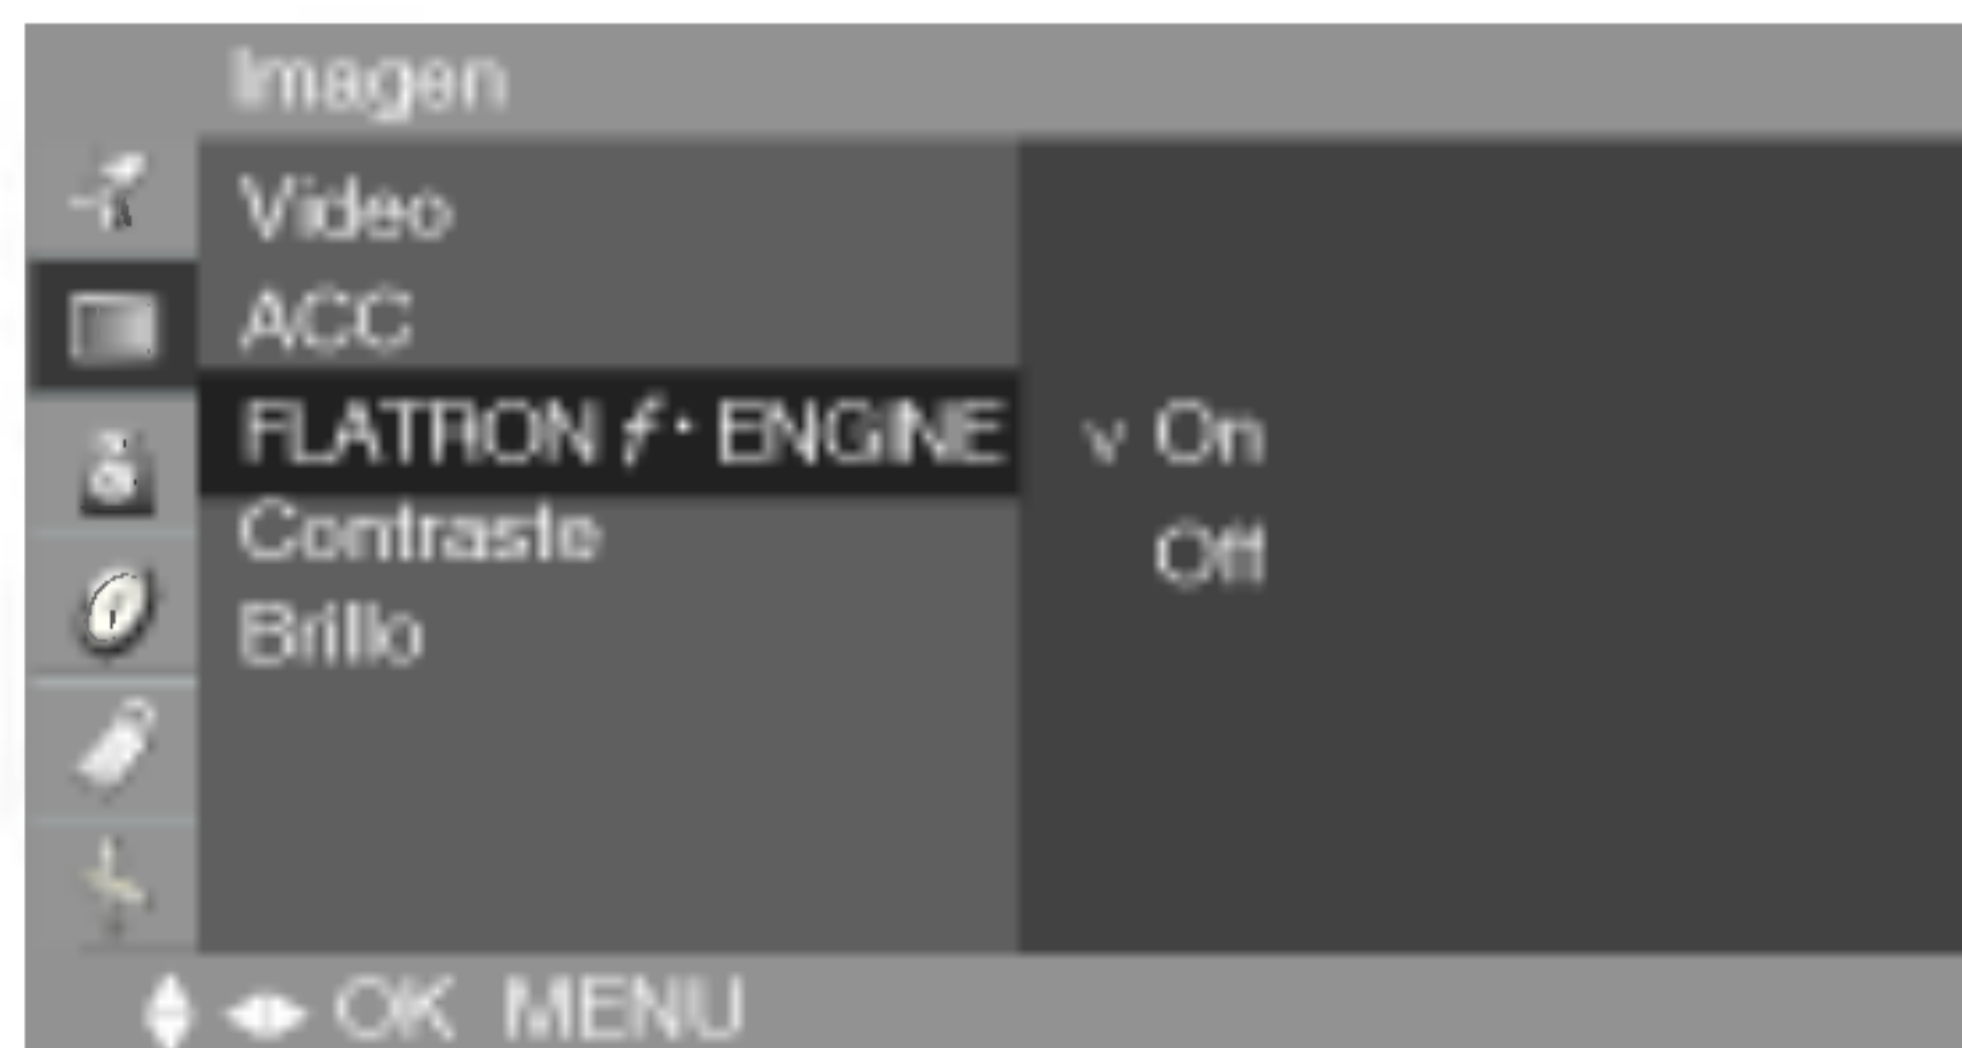 Imagen
Video
ACC
FLATRON f · ENGINE v On
Contraste Off
Brillo
OK MENU